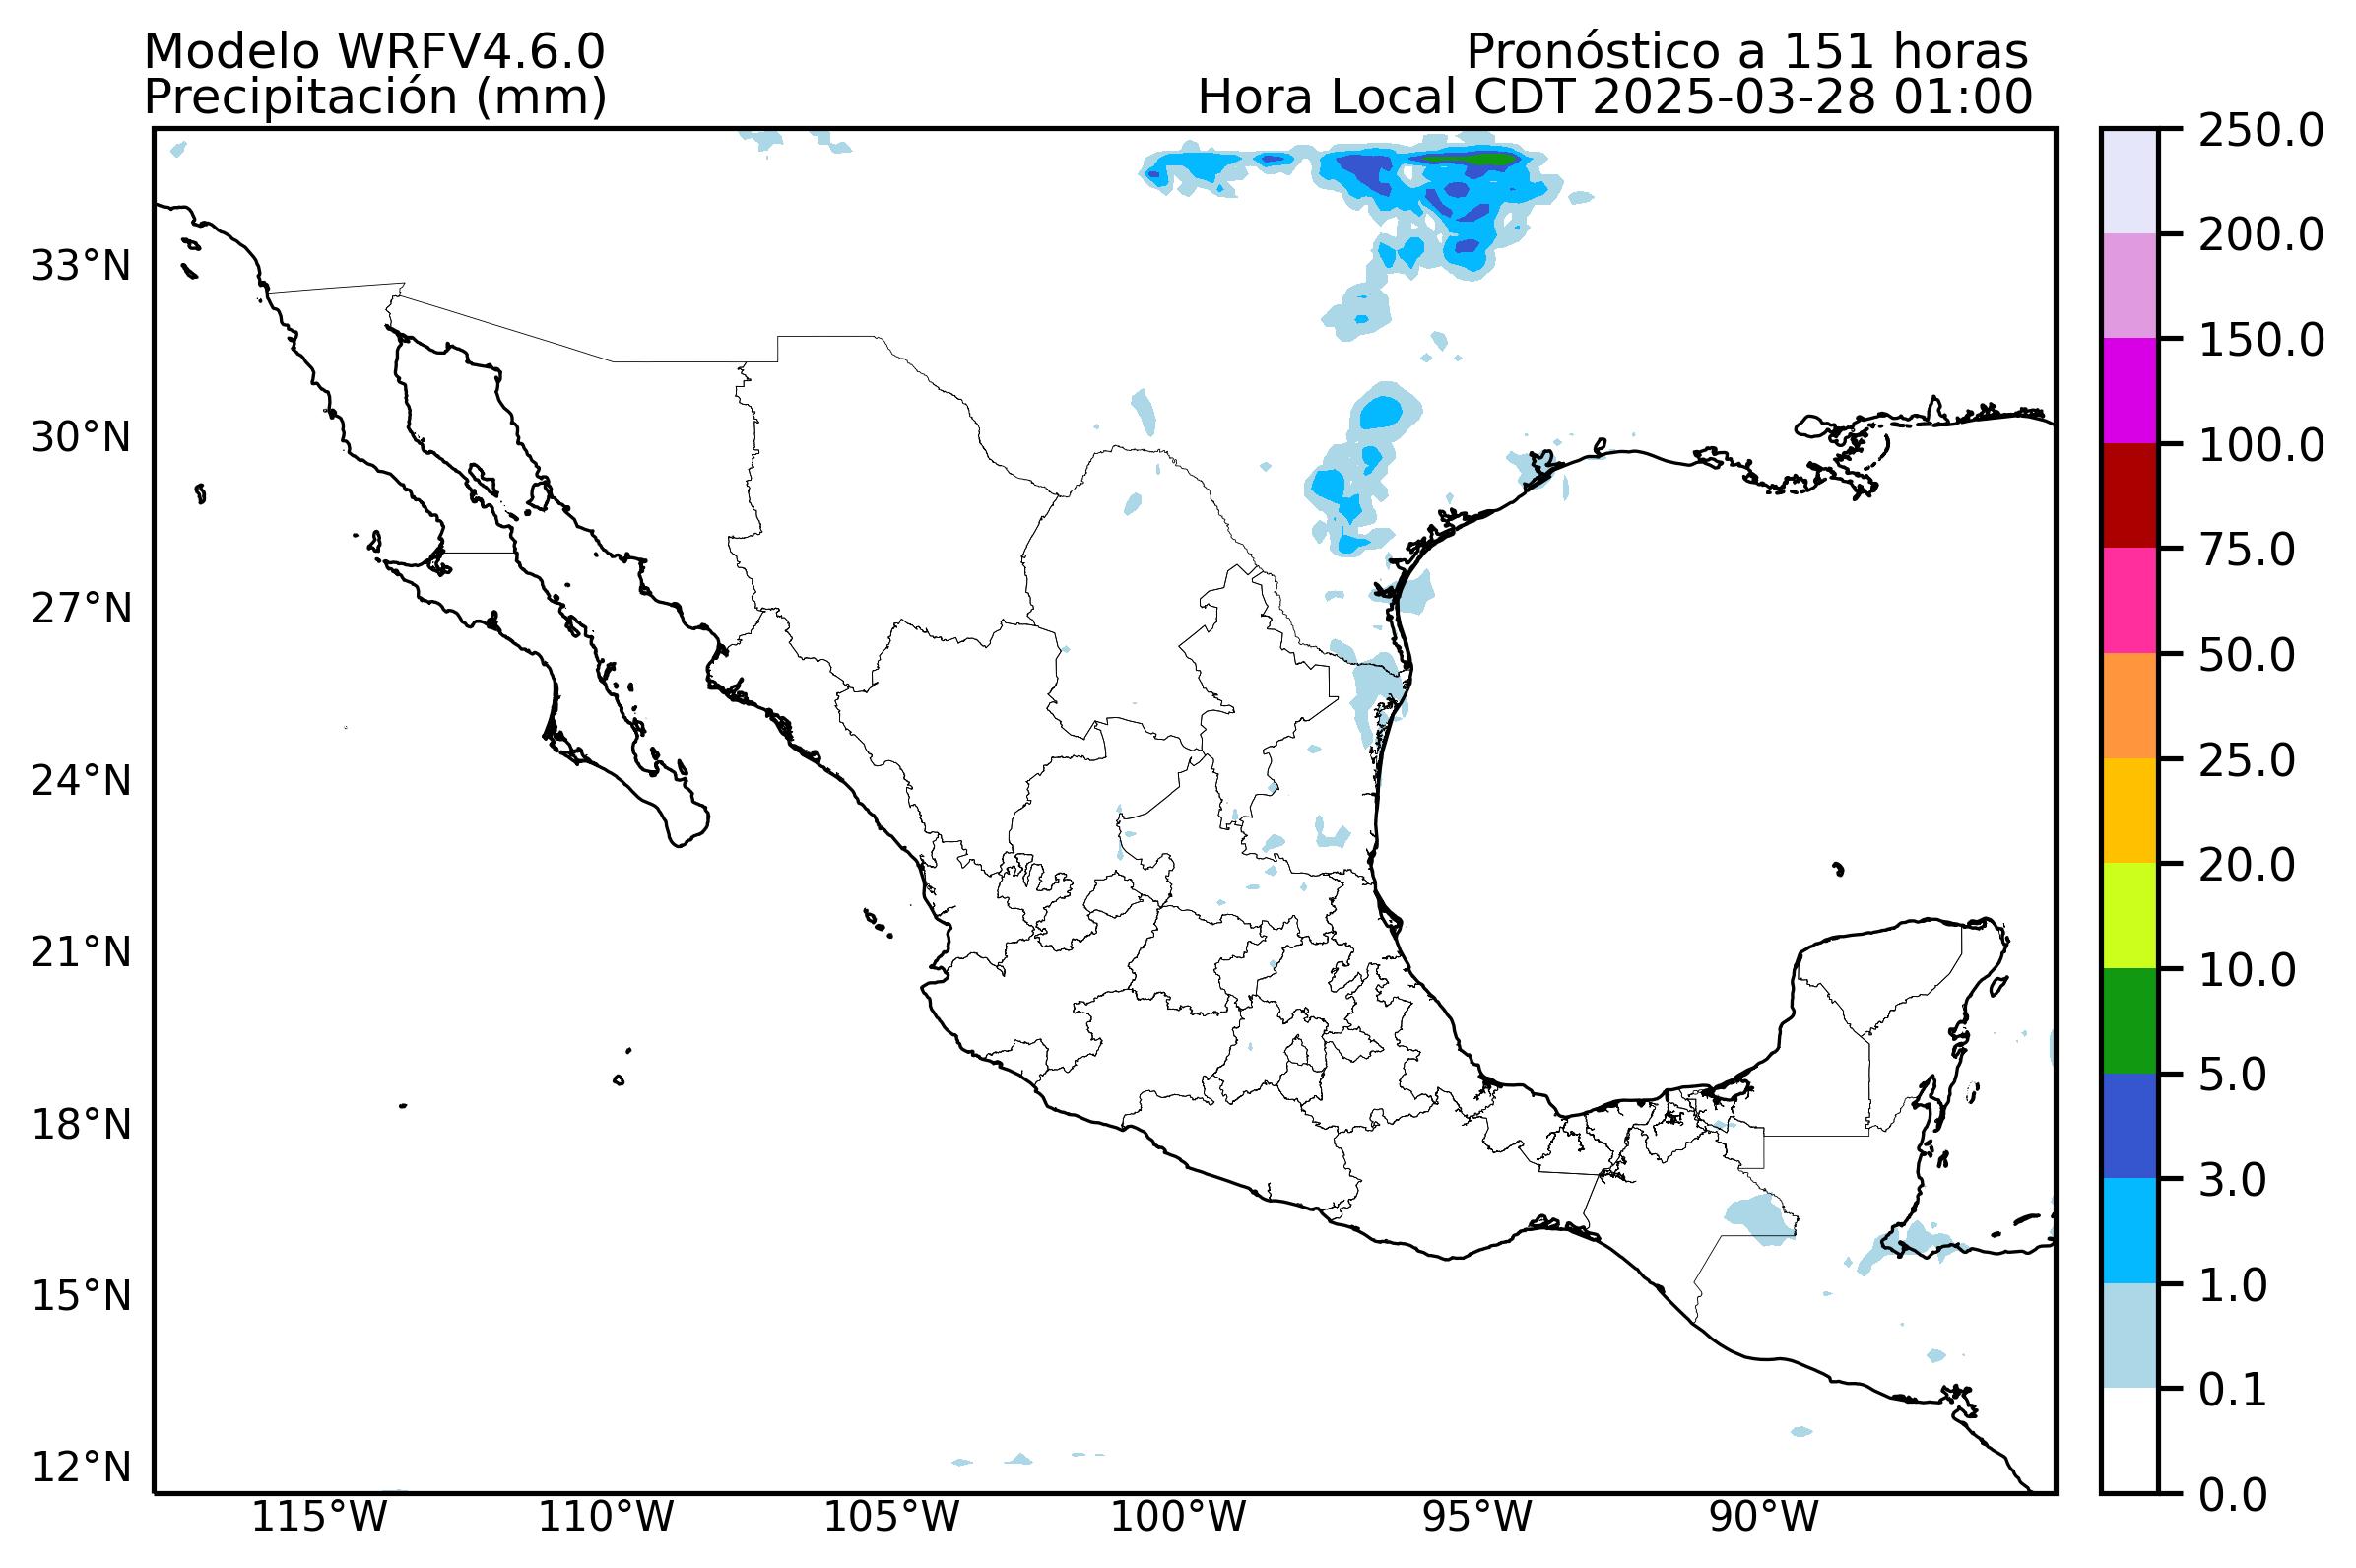 Modelo WRFV4.6.0
Pronóstico a 151 horas
Precipitación (mm)
Hora Local CDT 2025-03-28 01:00
33°N
30°N
27°N
24°N
21°N
18°N
15°N
12°N
115°W
110°W
105°W
100°W
95°W
90°W
250.0
200.0
150.0
100.0
75.0
50.0
25.0
20.0
10.0
5.0
3.0
1.0
0.1
0.0